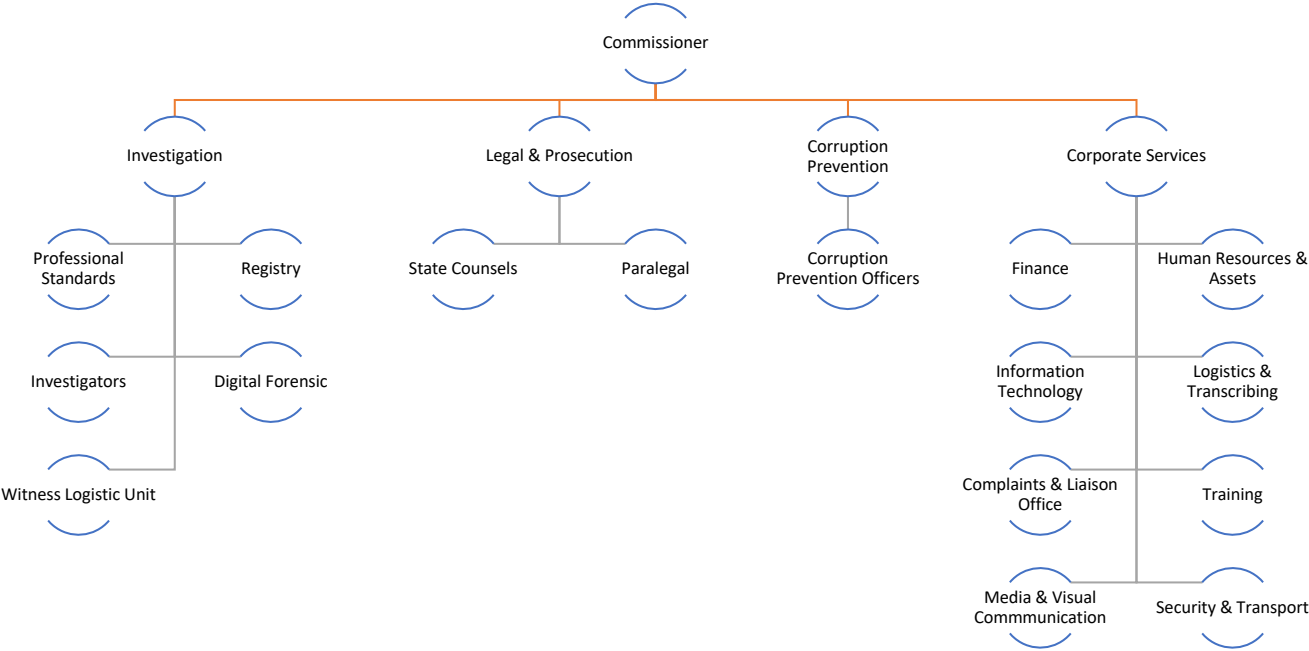 Commissioner
Investigation
Legal & Prosecution
Corruption
Prevention
Corporate Services
Professional
Standards
Registry
State Counsels
Paralegal
Corruption
Prevention Officers
Finance
Human Resources &
Assets
Investigators
Digital Forensic
Information
Technology
Logistics &
Transcribing
Witness Logistic Unit
Complaints & Liaison
Office
Training
Media & Visual
Commmunication
Security & Transport